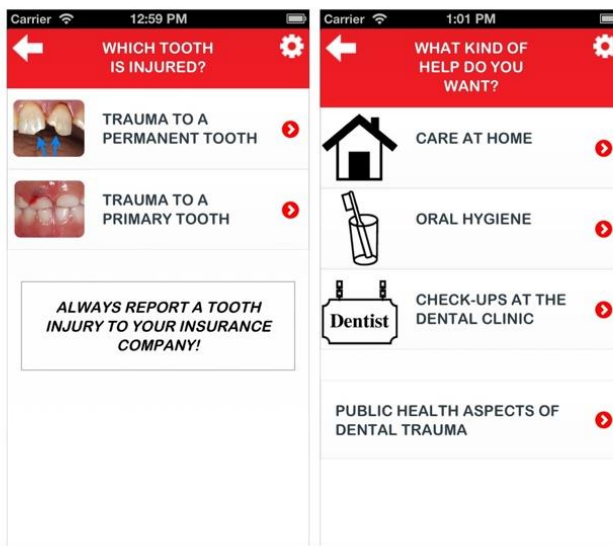 Carrier 12:59 PM
WHICH TOOTH
IS INJURED?
TRAUMA TO A
PERMANENT TOOTH
TRAUMA TO A
PRIMARY TOOTH
ALWAYS REPORT A TOOTH
INJURY TO YOUR INSURANCE
COMPANY!
Carrier 1:01 PM
WHAT KIND OF
HELP DO YOU
WANT?
CARE AT HOME
ORAL HYGIENE
Dentist
CHECK-UPS AT THE
DENTAL CLINIC
PUBLIC HEALTH ASPECTS OF
DENTAL TRAUMA